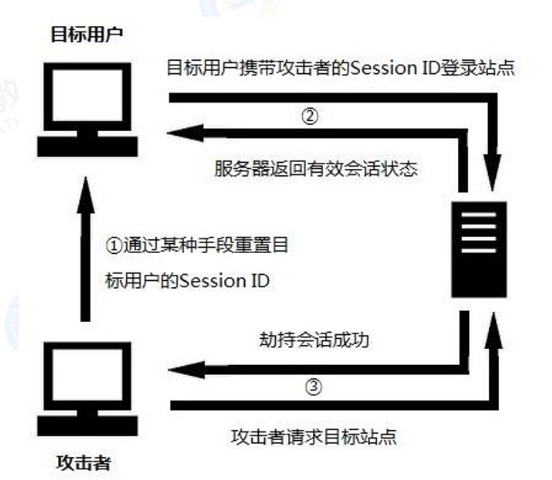 目标用户
目标用户携带攻击者的Session ID登录站点
②
服务器返回有效会话状态
①通过某种手段重置目
标用户的Session ID
劫持会话成功
③
攻击者请求目标站点
攻击者